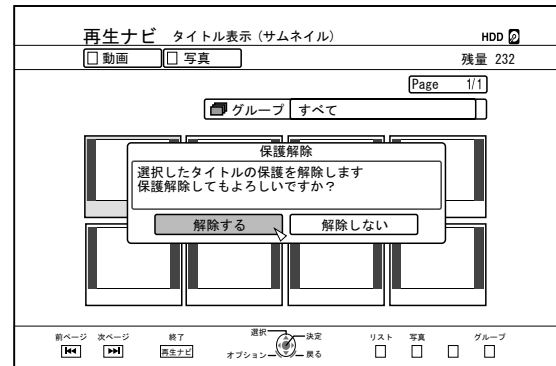 再生ナビ タイトル表示（サムネイル） HDD
動画 写真 残量 232
Page 1/1
グループ すべて
保護解除
選択したタイトルの保護を解除します
保護解除してもよろしいですか？
解除する 解除しない
前ページ 次ページ 終了 選択 決定 リスト 写真 グループ
再生ナビ オプション 戻る